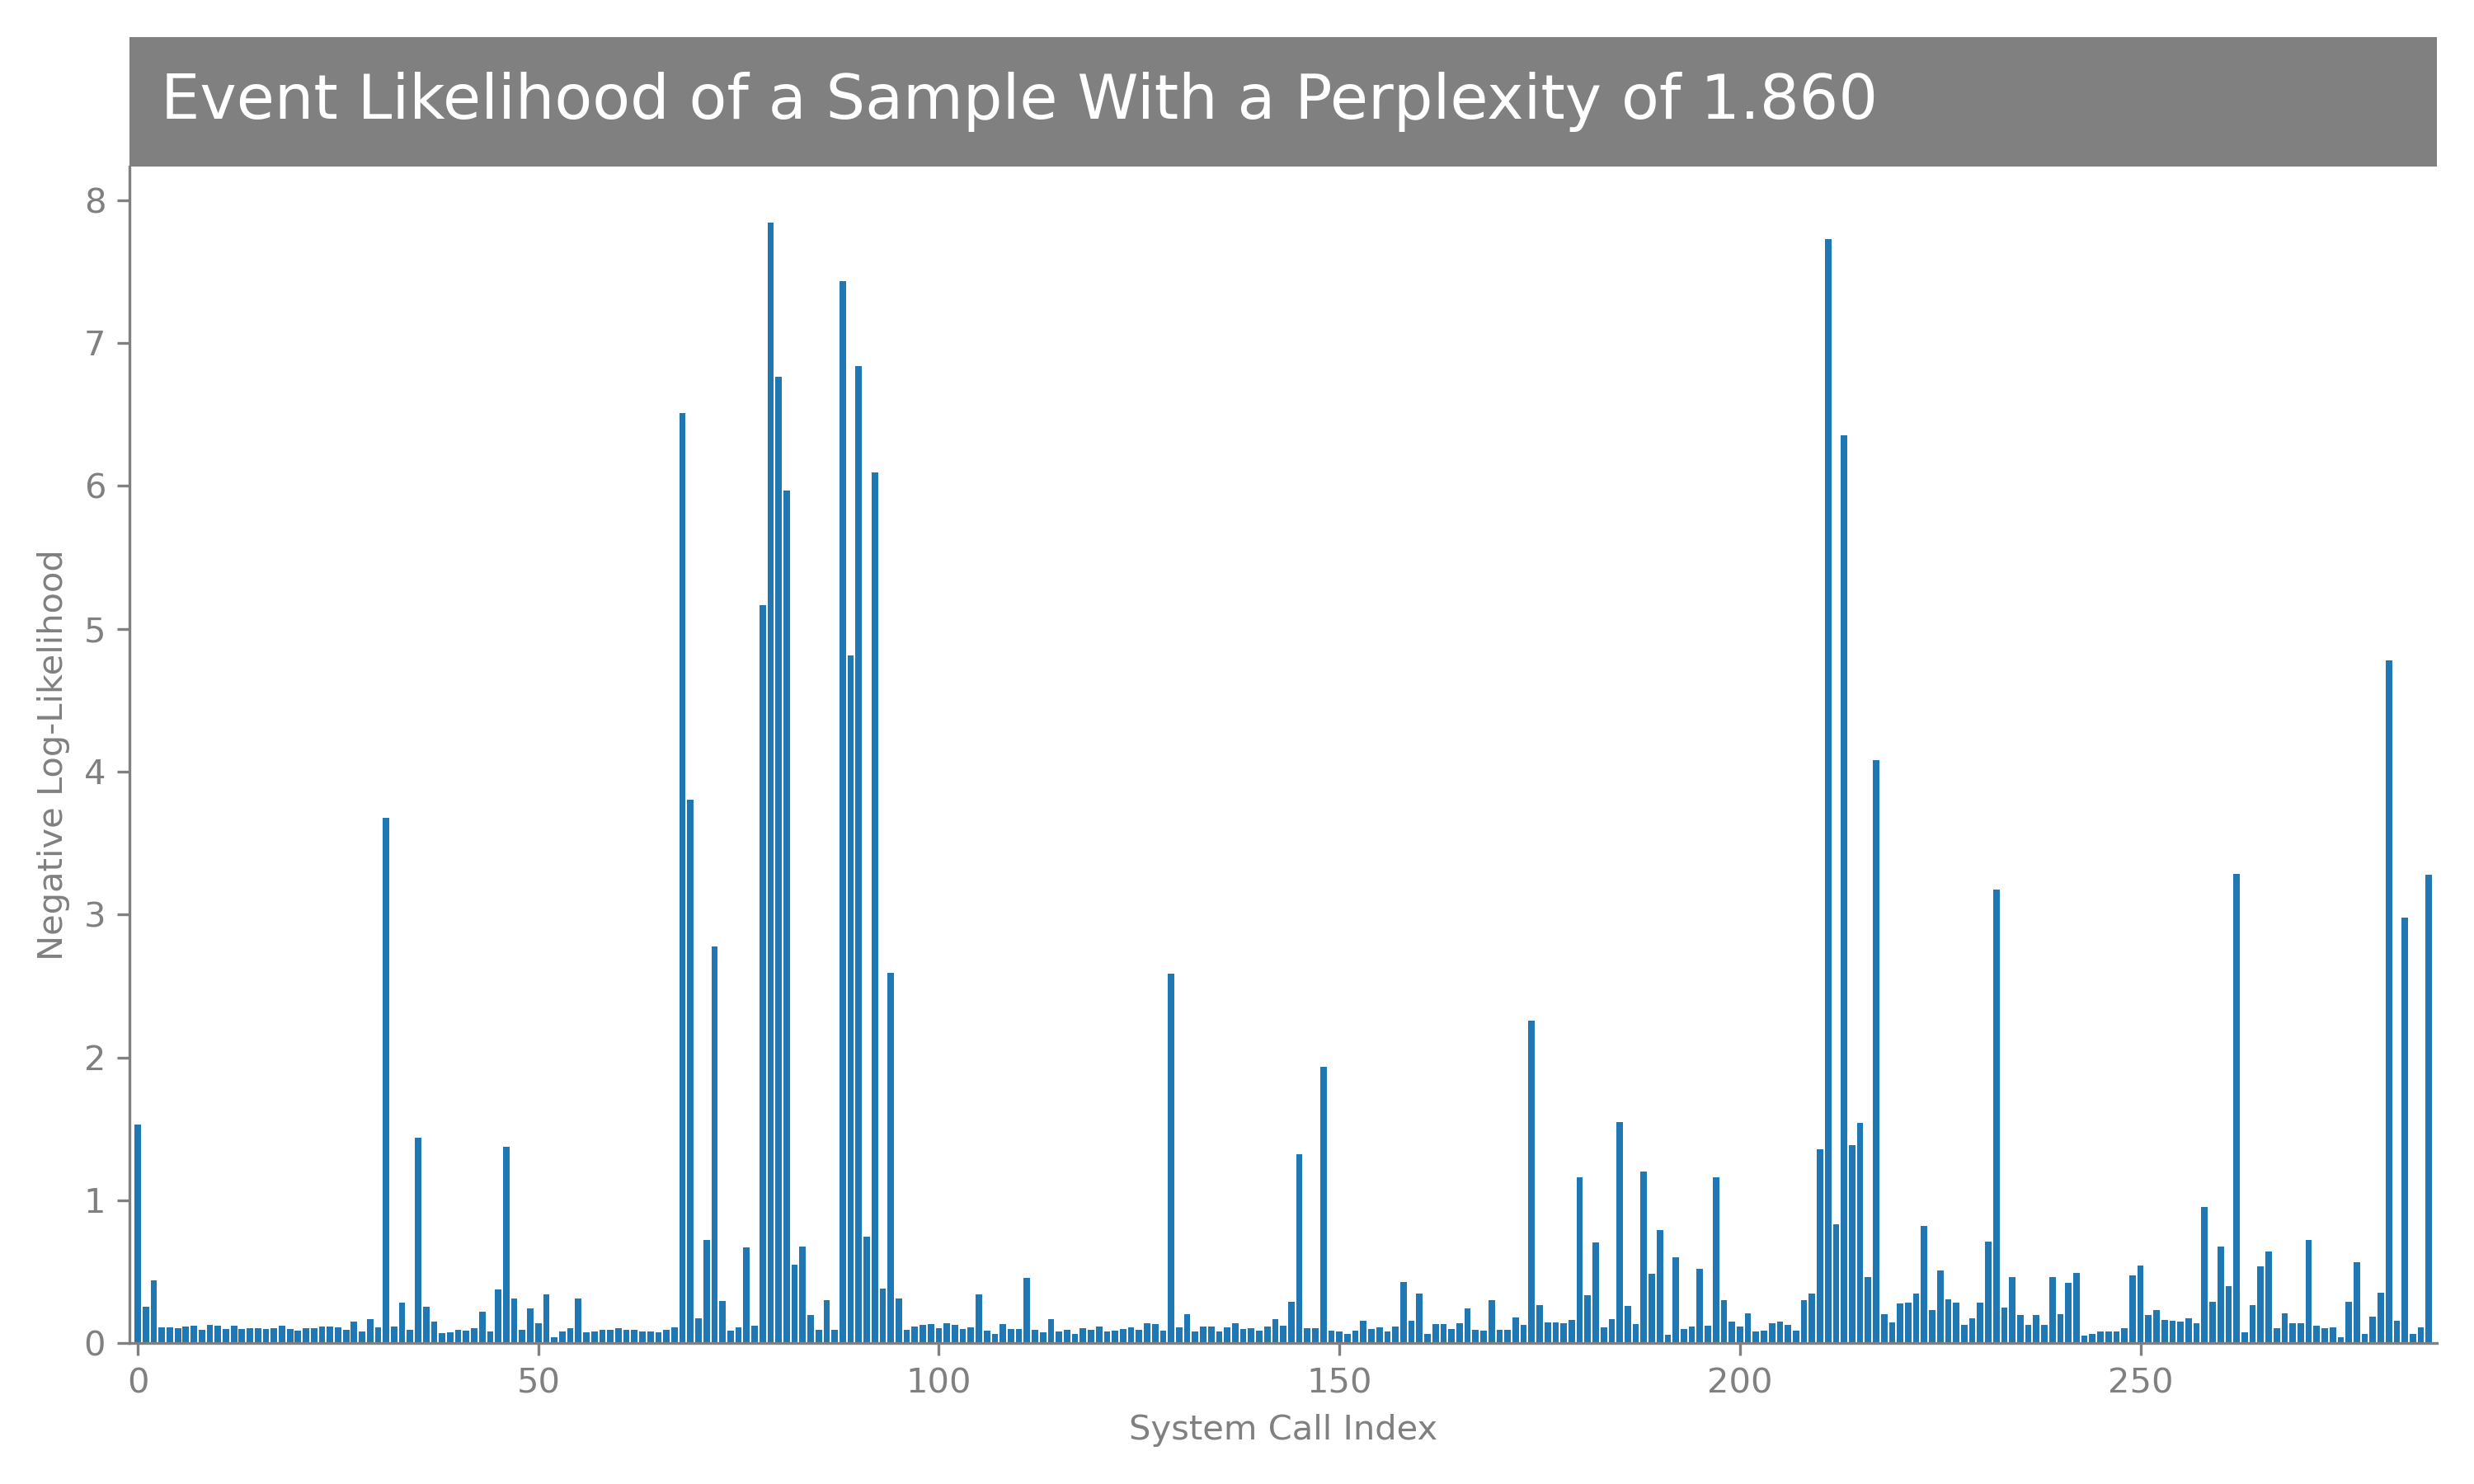 Event Likelihood of a Sample With a Perplexity of 1.860
8
7
6
5
4
3
2
1
0
Negative Log-Likelihood
0 50 100 150 200 250
System Call Index